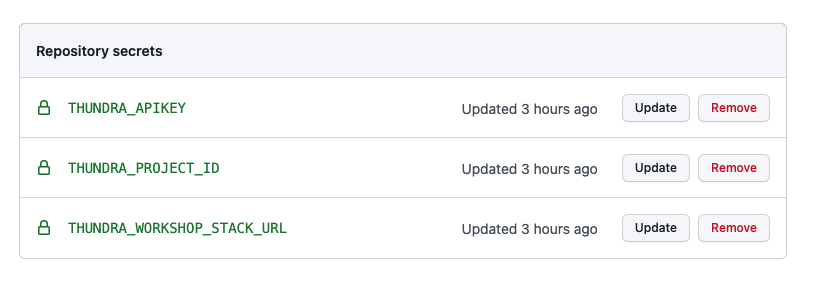 Repository secrets
THUNDRA_APIKEY Updated 3 hours ago Update Remove
THUNDRA_PROJECT_ID Updated 3 hours ago Update Remove
THUNDRA_WORKSHOP_STACK_URL Updated 3 hours ago Update Remove